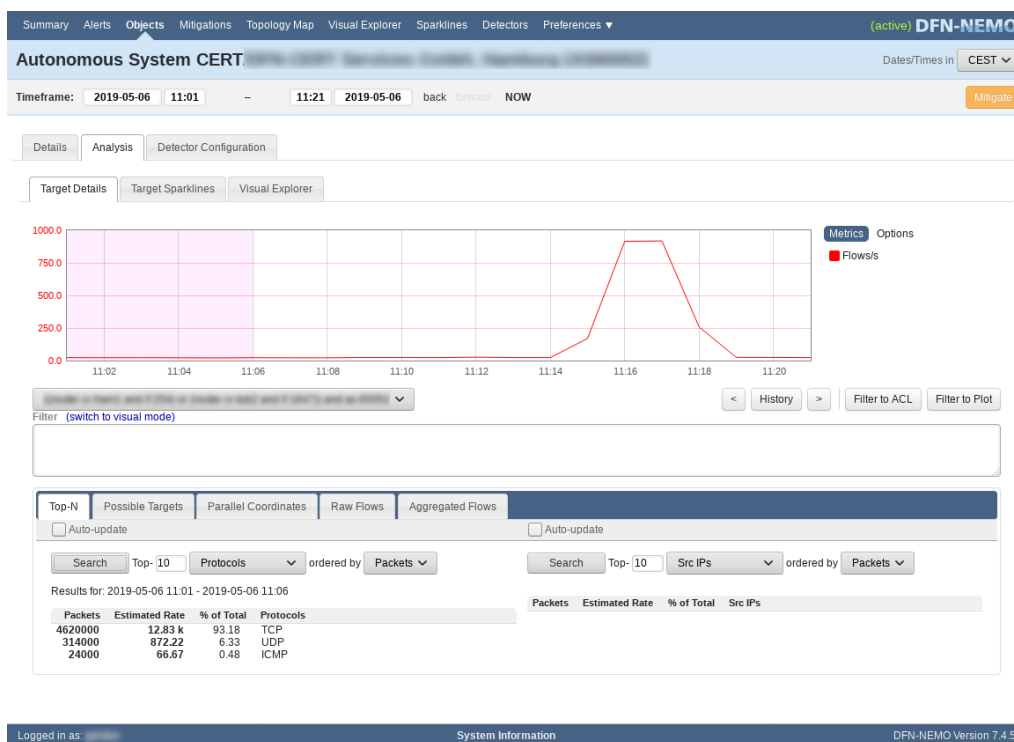 Summary Alerts Objects Mitigations Topology Map Visual Explorer Sparklines Detectors Preferences ▼ (active) DFN-NEMO
Autonomous System CERT Dates/Times in CEST
Timeframe: 2019-05-06 11:01 – 11:21 2019-05-06 back forward NOW Mitigate
Details Analysis Detector Configuration
Target Details Target Sparklines Visual Explorer
1000.0
750.0
500.0
250.0
0.0
11:02 11:04 11:06 11:08 11:10 11:12 11:14 11:16 11:18 11:20
Metrics Options
Flows/s
< History > Filter to ACL Filter to Plot
Filter (switch to visual mode)
Top-N Possible Targets Parallel Coordinates Raw Flows Aggregated Flows
Auto-update Auto-update
Search Top- 10 Protocols ordered by Packets Search Top- 10 Src IPs ordered by Packets
Results for: 2019-05-06 11:01 - 2019-05-06 11:06
Packets Estimated Rate % of Total Src IPs
Packets Estimated Rate % of Total Protocols
4620000 12.83 k 93.18 TCP
314000 872.22 6.33 UDP
24000 66.67 0.48 ICMP
Logged in as: System Information DFN-NEMO Version 7.4.5